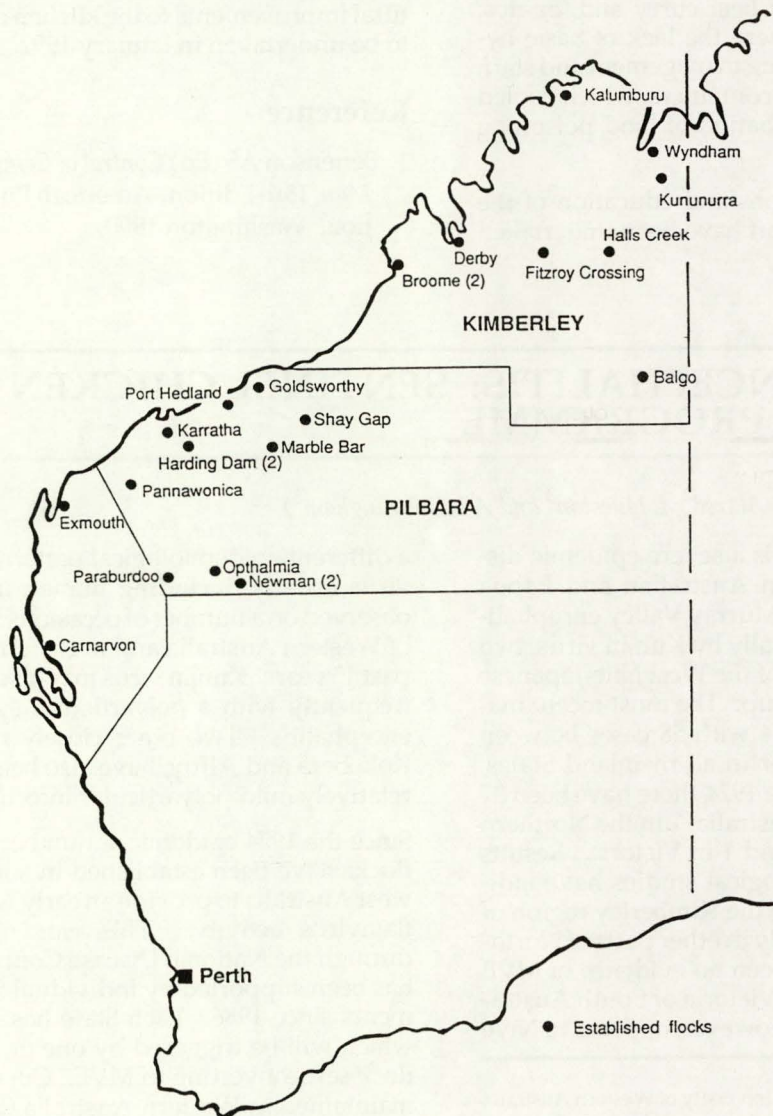 Kalumburu
Wyndham
Kununurra
Halls Creek
Derby
Fitzroy Crossing
Broome (2)
KIMBERLEY
Balgo
Goldsworthy
Port Hedland
Shay Gap
Karratha
Marble Bar
Harding Dam (2)
Pannawonica
PILBARA
Exmouth
Opthalmia
Paraburdoo
Newman (2)
Carnarvon
Perth
Established flocks